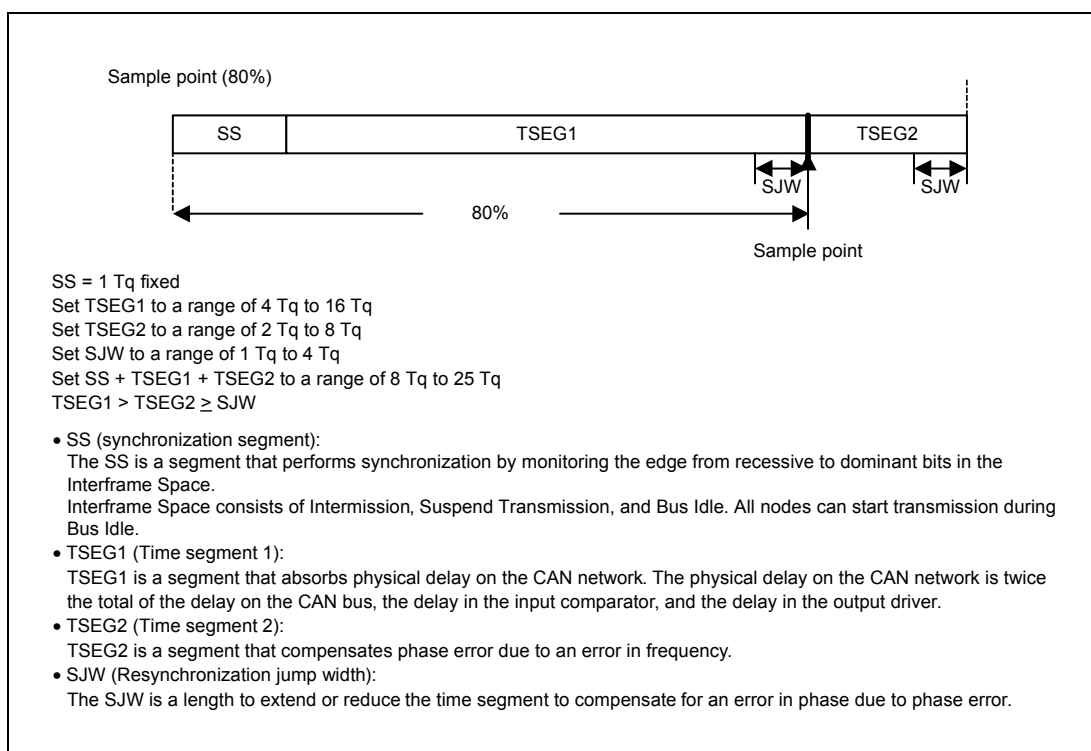 Sample point (80%)
SS
TSEG1
TSEG2
SJW
SJW
80%
Sample point
SS = 1 Tq fixed
Set TSEG1 to a range of 4 Tq to 16 Tq
Set TSEG2 to a range of 2 Tq to 8 Tq
Set SJW to a range of 1 Tq to 4 Tq
Set SS + TSEG1 + TSEG2 to a range of 8 Tq to 25 Tq
TSEG1 > TSEG2 ≥ SJW
• SS (synchronization segment):
The SS is a segment that performs synchronization by monitoring the edge from recessive to dominant bits in the
Interframe Space.
Interframe Space consists of Intermission, Suspend Transmission, and Bus Idle. All nodes can start transmission during
Bus Idle.
• TSEG1 (Time segment 1):
TSEG1 is a segment that absorbs physical delay on the CAN network. The physical delay on the CAN network is twice
the total of the delay on the CAN bus, the delay in the input comparator, and the delay in the output driver.
• TSEG2 (Time segment 2):
TSEG2 is a segment that compensates phase error due to an error in frequency.
• SJW (Resynchronization jump width):
The SJW is a length to extend or reduce the time segment to compensate for an error in phase due to phase error.